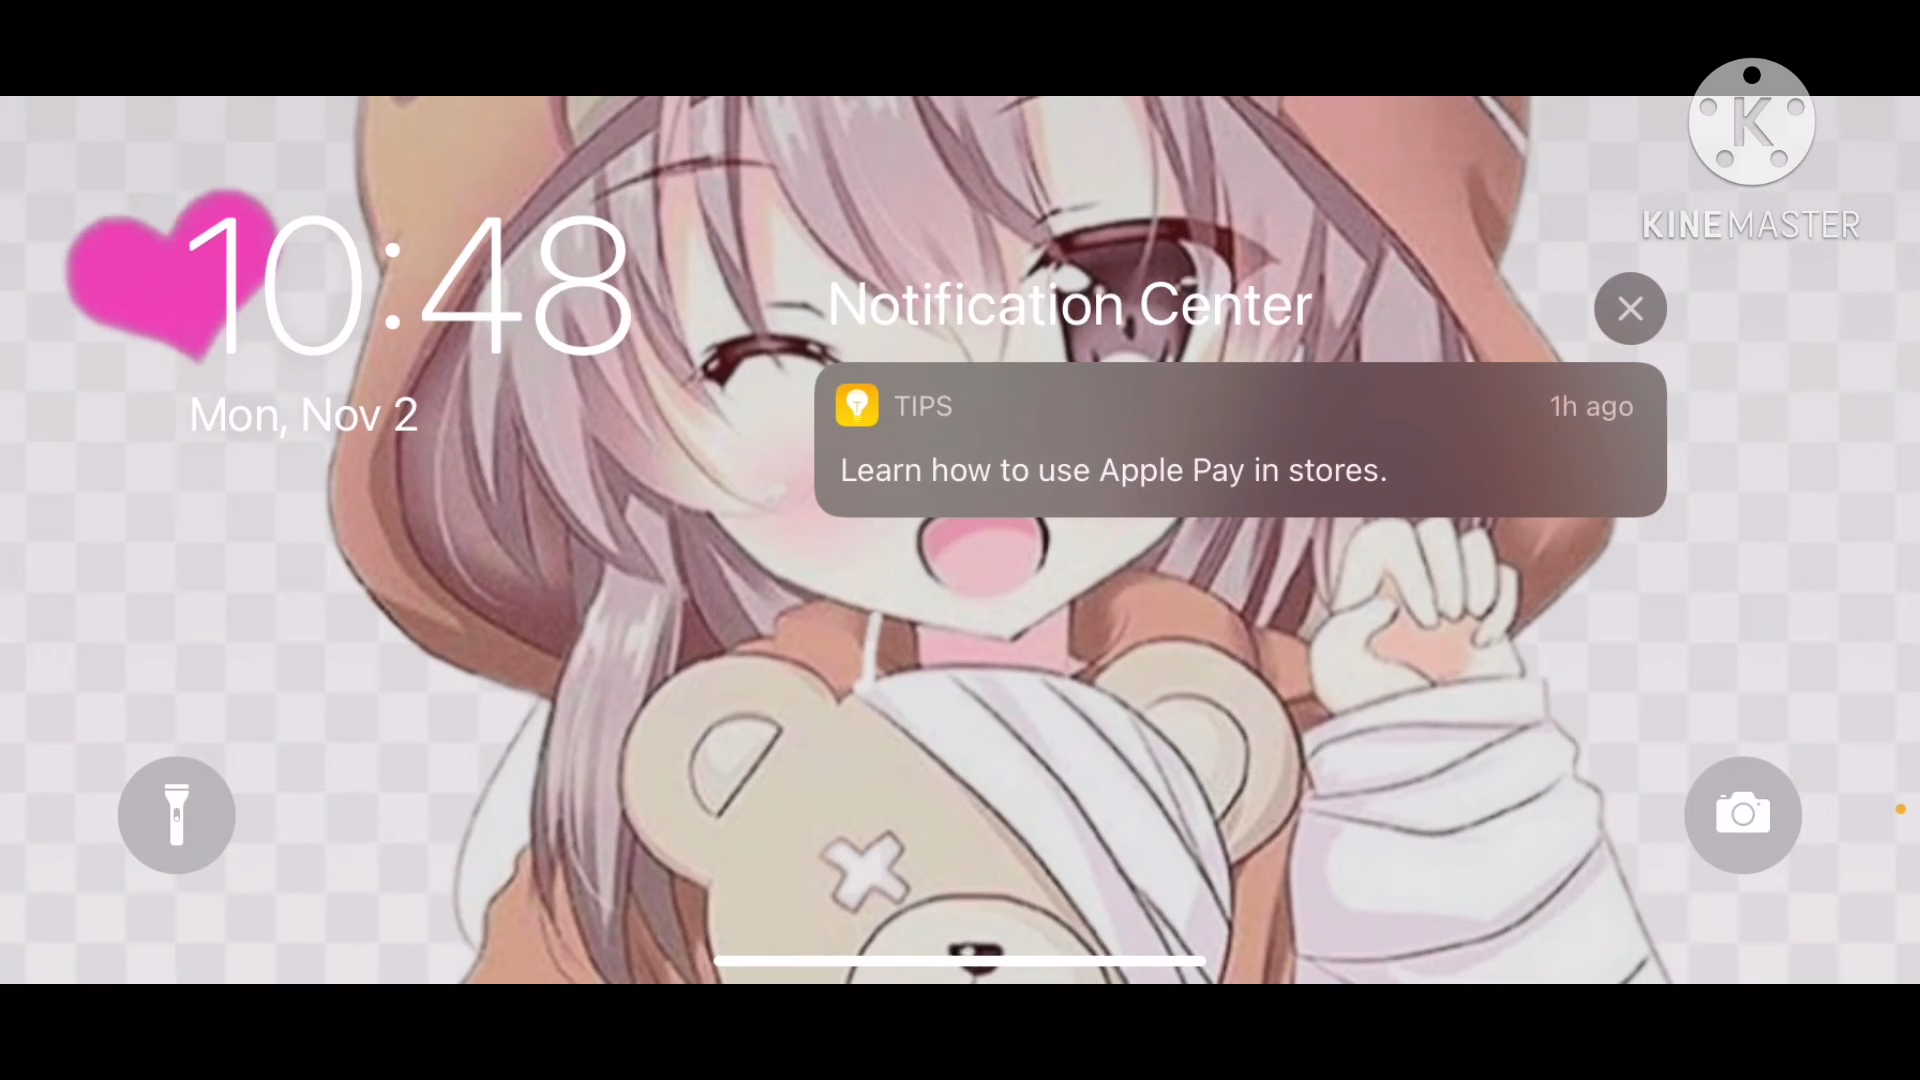 K
KINEMASTER
10:48
Mon, Nov 2
Notification Center
TIPS
1h ago
Learn how to use Apple Pay in stores.